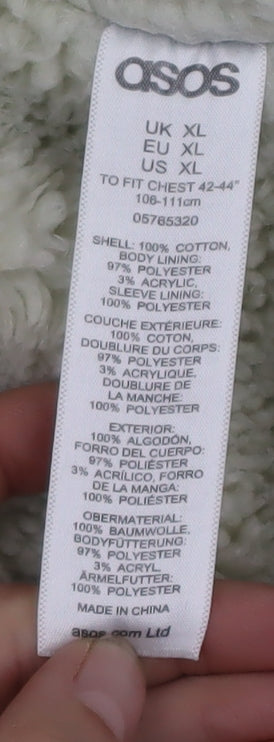 asos
UK XL
EU XL
US XL
TO FIT CHEST 42-44"
106-111cm
05765320
SHELL: 100% COTTON,
BODY LINING:
97% POLYESTER
3% ACRYLIC,
SLEEVE LINING:
100% POLYESTER
COUCHE EXTÉRIEURE:
100% COTON,
DOUBLURE DU CORPS:
97% POLYESTER
3% ACRYLIQUE,
DOUBLURE DE
LA MANCHE:
100% POLYESTER
EXTERIOR:
100% ALGODÓN,
FORRO DEL CUERPO:
97% POLIÉSTER
3% ACRÍLICO, FORRO
DE LA MANGA:
100% POLIÉSTER
OBERMATERIAL:
100% BAUMWOLLE,
BODYFÜTTERUNG:
97% POLYESTER
3% ACRYL,
ÄRMELFUTTER:
100% POLYESTER
MADE IN CHINA
asos.com Ltd